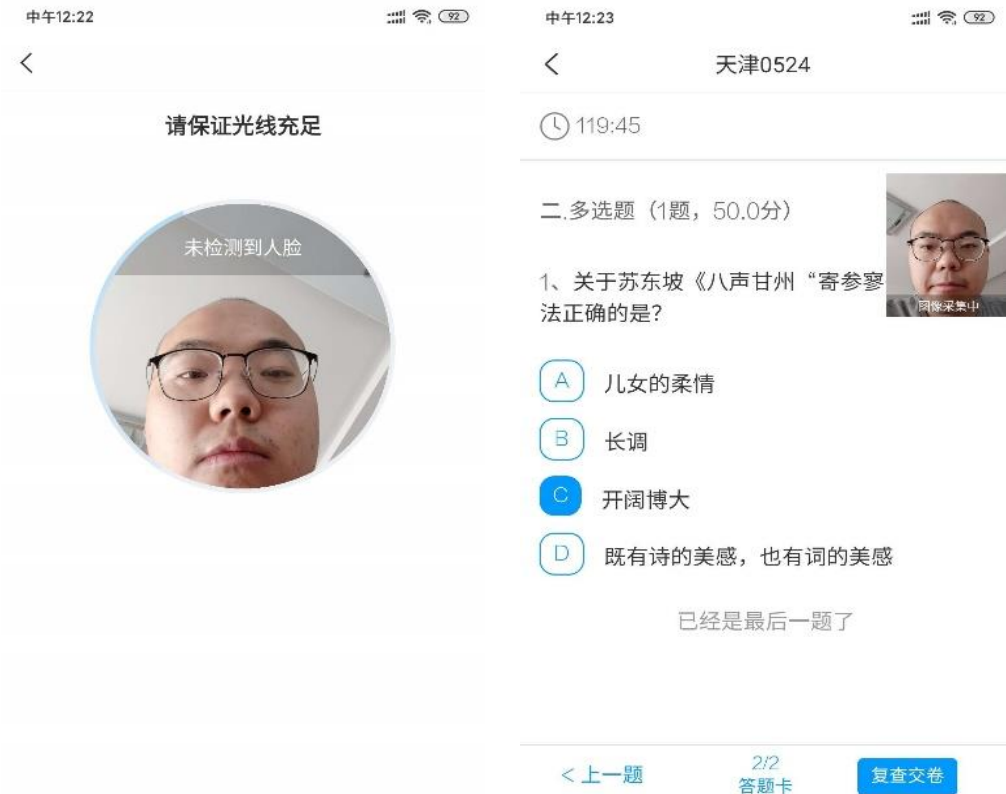 中午12:22
92
请保证光线充足
未检测到人脸
中午12:23
92
天津0524
119:45
二.多选题（1题，50.0分）
1、关于苏东坡《八声甘州“寄参寥
法正确的是？
图像采集中
A 儿女的柔情
B 长调
C 开阔博大
D 既有诗的美感，也有词的美感
已经是最后一题了
<上一题
2/2
答题卡
复查交卷